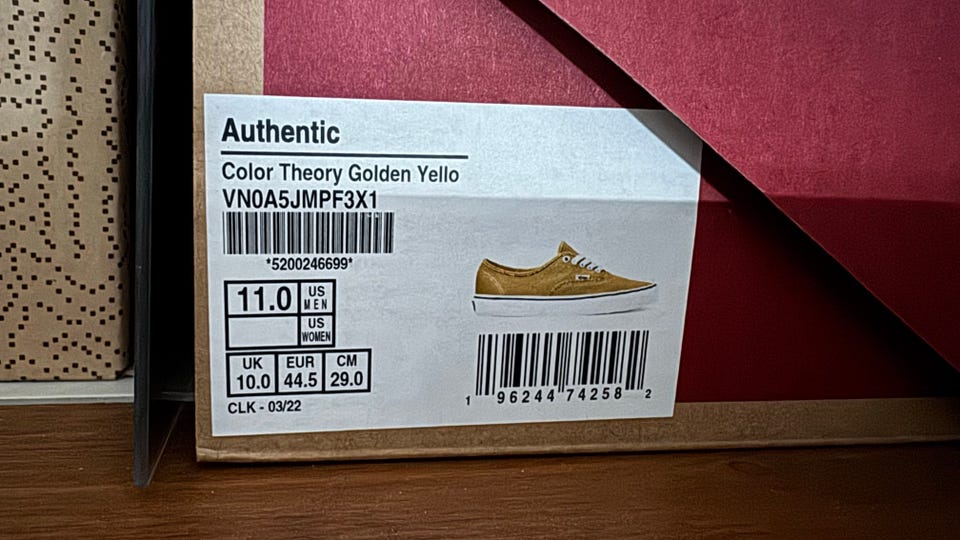 Authentic
Color Theory Golden Yello
VN0A5JMPF3X1
*5200246699*
11.0 US MEN
US WOMEN
UK EUR CM
10.0 44.5 29.0
CLK - 03/22
1 96244 74258 2